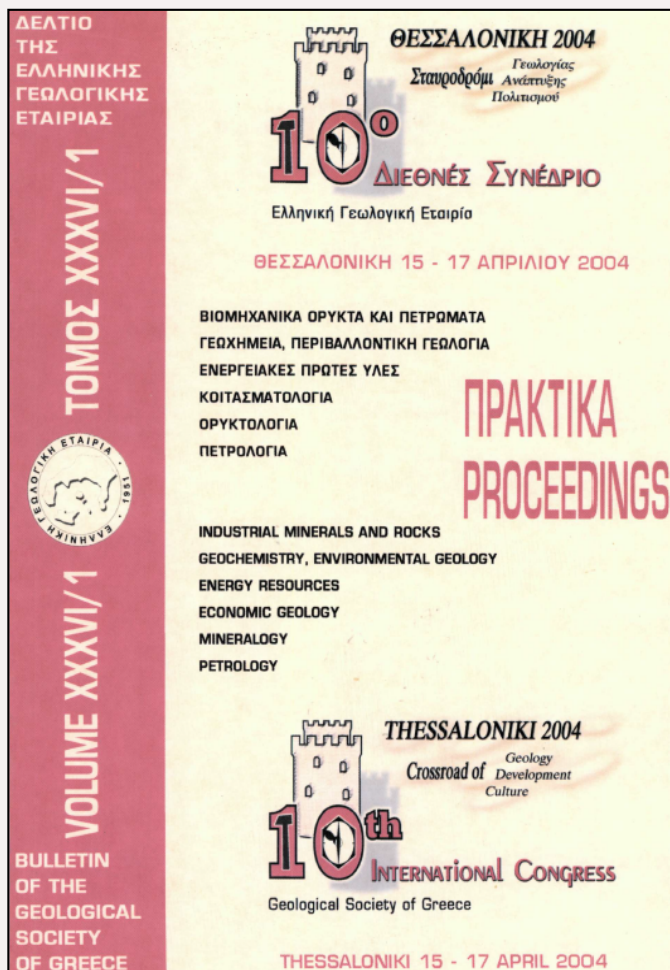 ΔΕΛΤΙΟ
ΤΗΣ
ΕΛΛΗΝΙΚΗΣ
ΓΕΩΛΟΓΙΚΗΣ
ΕΤΑΙΡΙΑΣ
ΤΟΜΟΣ XXXVI/1
ΕΛΛΗΝΙΚΗ ΓΕΩΛΟΓΙΚΗ ΕΤΑΙΡΙΑ · 1951 ·
VOLUME XXXVI/1
BULLETIN
OF THE
GEOLOGICAL
SOCIETY
OF GREECE
ΘΕΣΣΑΛΟΝΙΚΗ 2004
Σταυροδρόμι
Γεωλογίας
Ανάπτυξης
Πολιτισμού
10ο
ΔΙΕΘΝΈΣ ΣΥΝΈΔΡΙΟ
Ελληνική Γεωλογική Εταιρία
ΘΕΣΣΑΛΟΝΙΚΗ 15 - 17 ΑΠΡΙΛΙΟΥ 2004
ΒΙΟΜΗΧΑΝΙΚΑ ΟΡΥΚΤΑ ΚΑΙ ΠΕΤΡΩΜΑΤΑ
ΓΕΩΧΗΜΕΙΑ, ΠΕΡΙΒΑΛΛΟΝΤΙΚΗ ΓΕΩΛΟΓΙΑ
ΕΝΕΡΓΕΙΑΚΕΣ ΠΡΩΤΕΣ ΥΛΕΣ
ΚΟΙΤΑΣΜΑΤΟΛΟΓΙΑ
ΟΡΥΚΤΟΛΟΓΙΑ
ΠΕΤΡΟΛΟΓΙΑ
ΠΡΑΚΤΙΚΑ
PROCEEDINGS
INDUSTRIAL MINERALS AND ROCKS
GEOCHEMISTRY, ENVIRONMENTAL GEOLOGY
ENERGY RESOURCES
ECONOMIC GEOLOGY
MINERALOGY
PETROLOGY
THESSALONIKI 2004
Crossroad of
Geology
Development
Culture
10th
INTERNATIONAL CONGRESS
Geological Society of Greece
THESSALONIKI 15 - 17 APRIL 2004